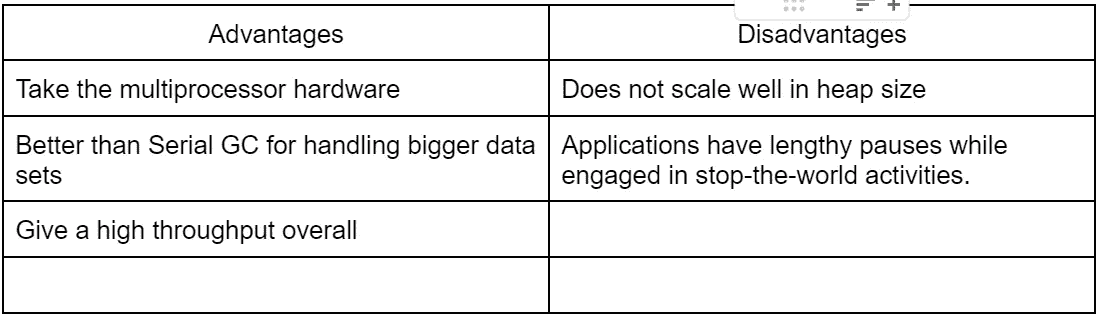 Advantages
Disadvantages
Take the multiprocessor hardware
Does not scale well in heap size
Better than Serial GC for handling bigger data
sets
Applications have lengthy pauses while
engaged in stop-the-world activities.
Give a high throughput overall